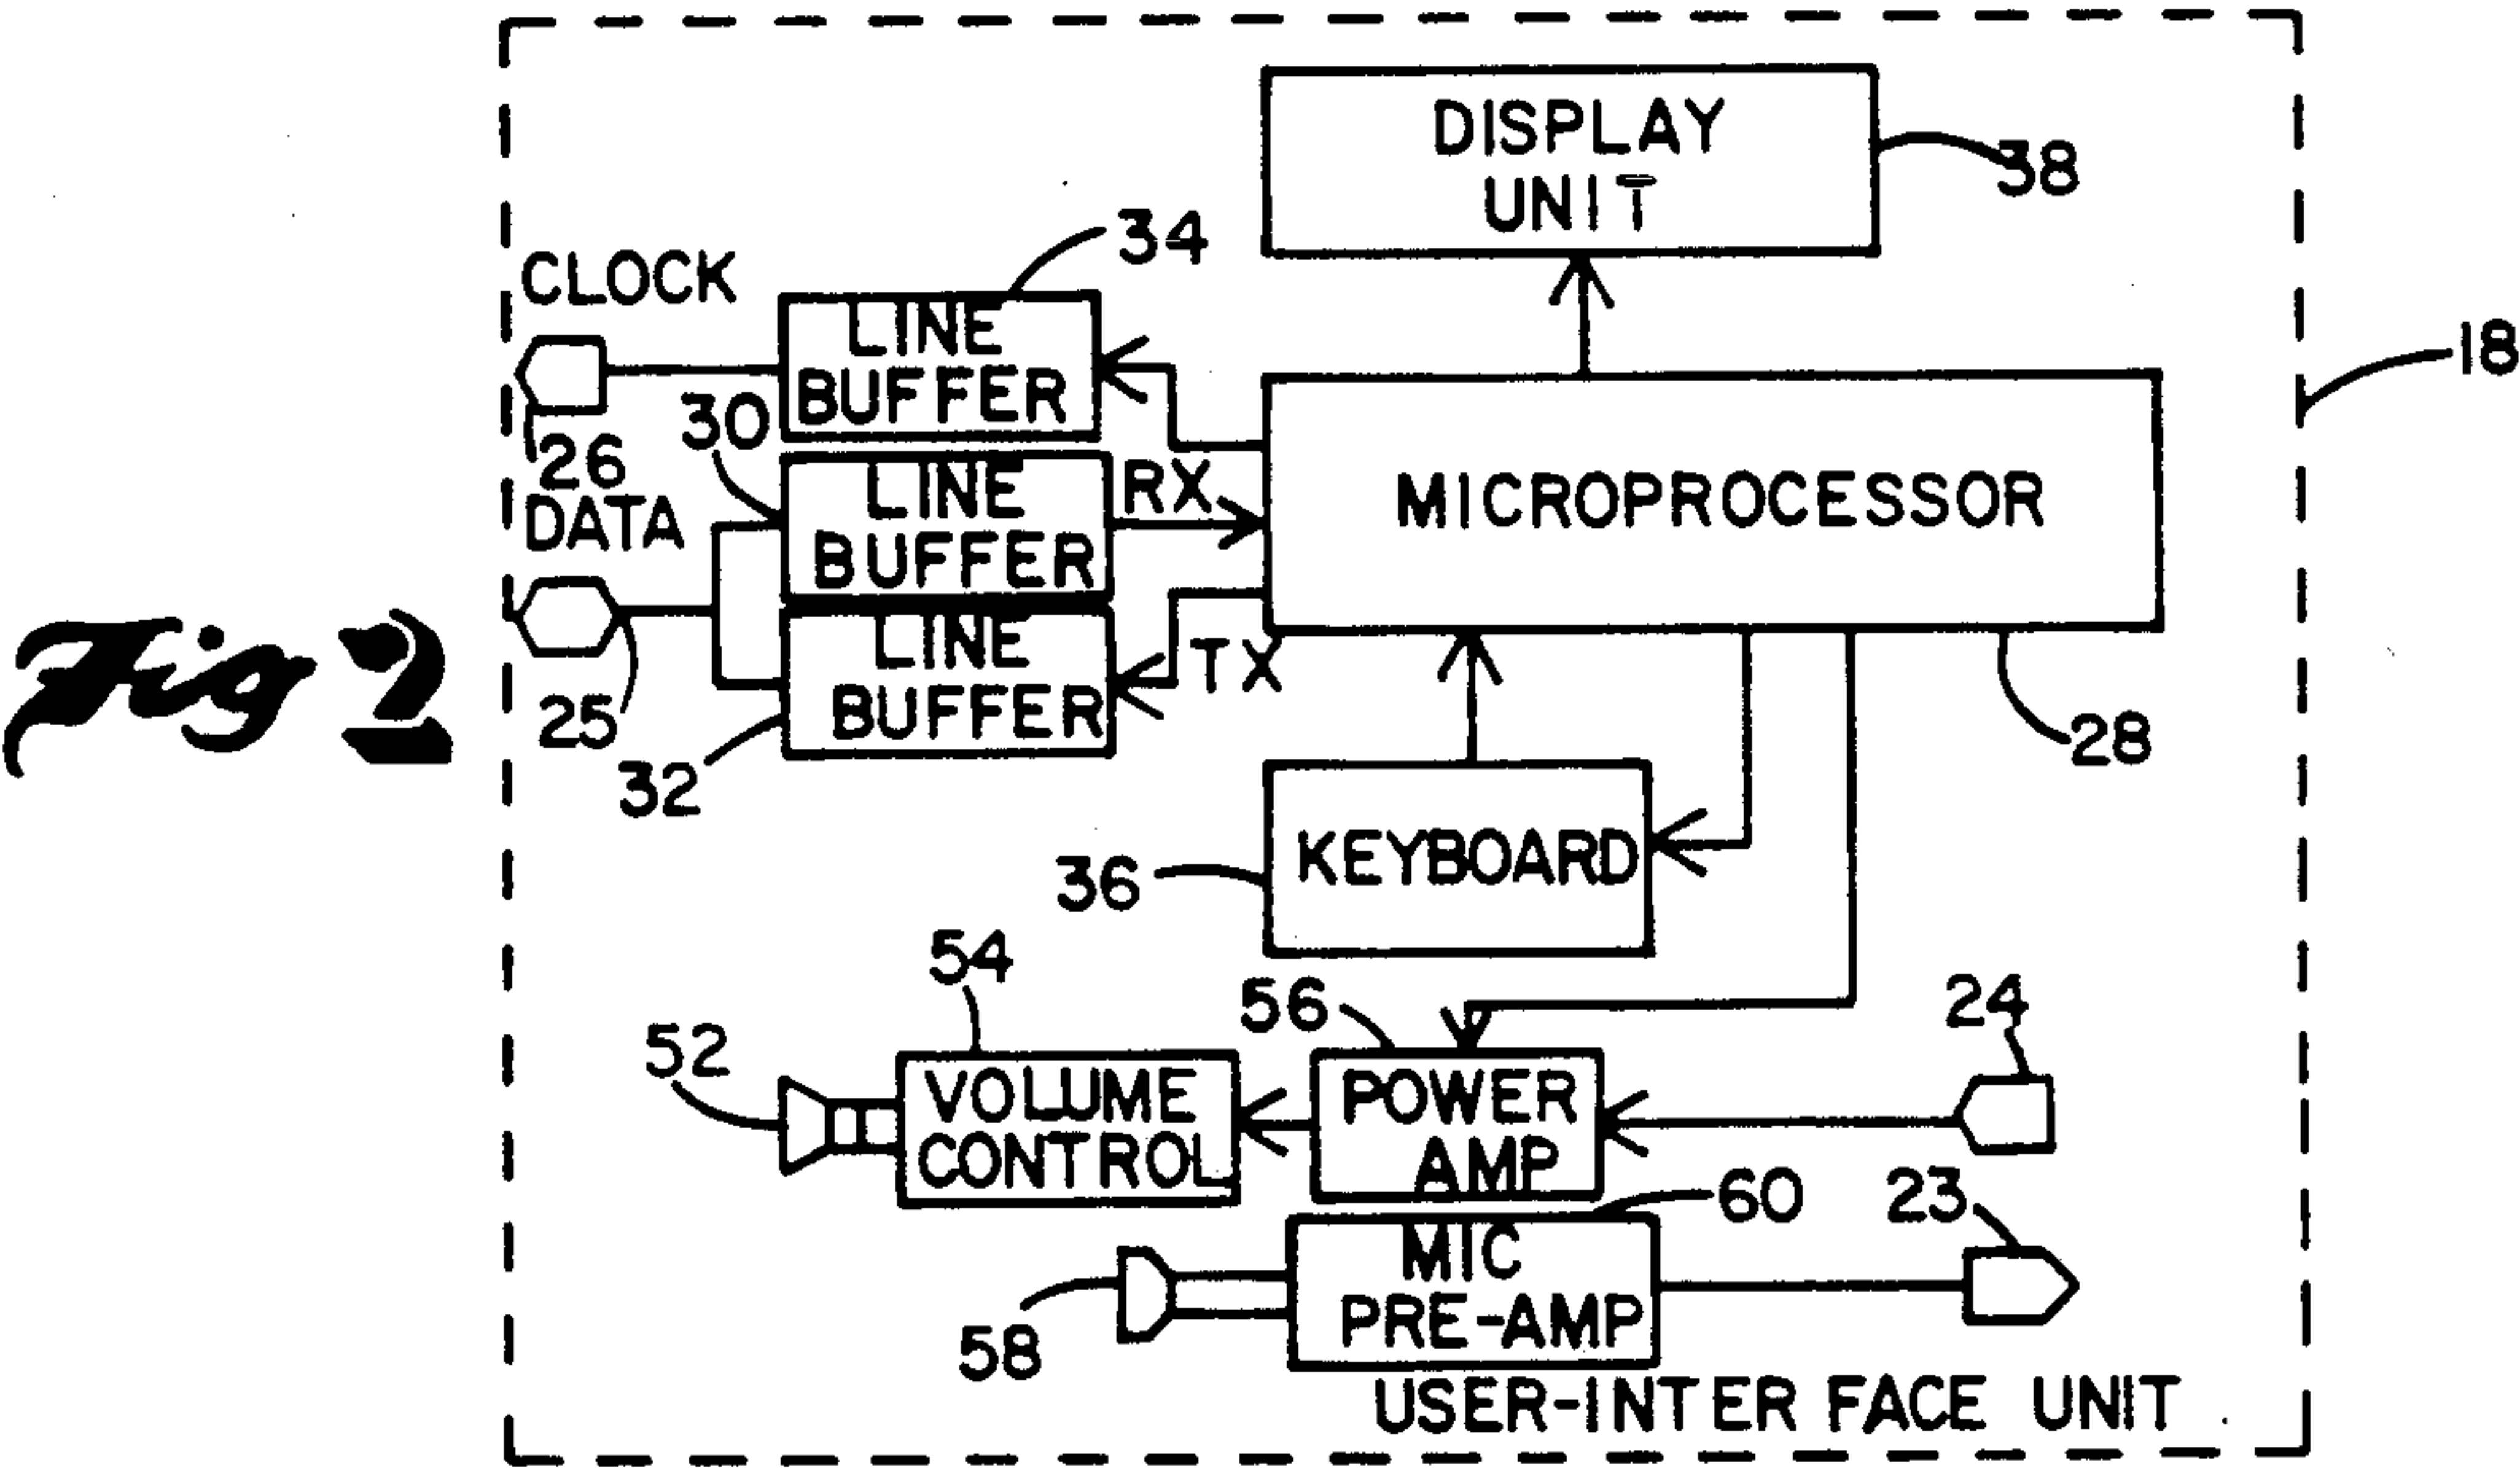 DISPLAY
UNIT
38
34
CLOCK
LINE
BUFFER
18
30
26
DATA
LINE
BUFFER
RX
MICROPROCESSOR
Fig 2
25
LINE
BUFFER
TX
32
28
KEYBOARD
36
54
56
24
52
VOLUME
CONTROL
POWER
AMP
60
23
MIC
PRE-AMP
58
USER-INTER FACE UNIT